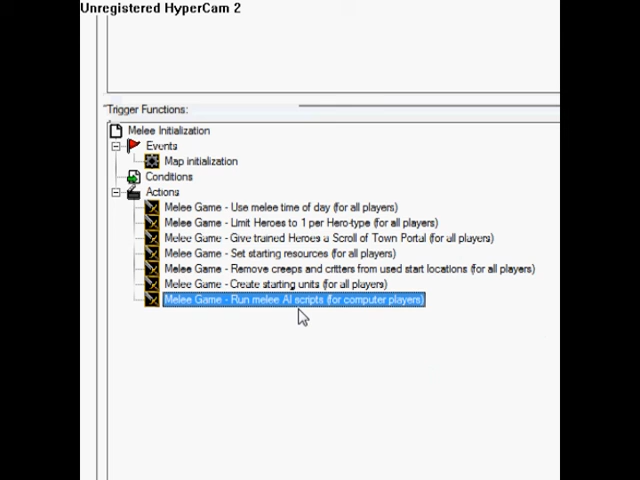 Unregistered HyperCam 2
Trigger Functions:
Melee Initialization
Events
Map initialization
Conditions
Actions
Melee Game - Use melee time of day (for all players)
Melee Game - Limit Heroes to 1 per Hero-type (for all players)
Melee Game - Give trained Heroes a Scroll of Town Portal (for all players)
Melee Game - Set starting resources (for all players)
Melee Game - Remove creeps and critters from used start locations (for all players)
Melee Game - Create starting units (for all players)
Melee Game - Run melee AI scripts (for computer players)